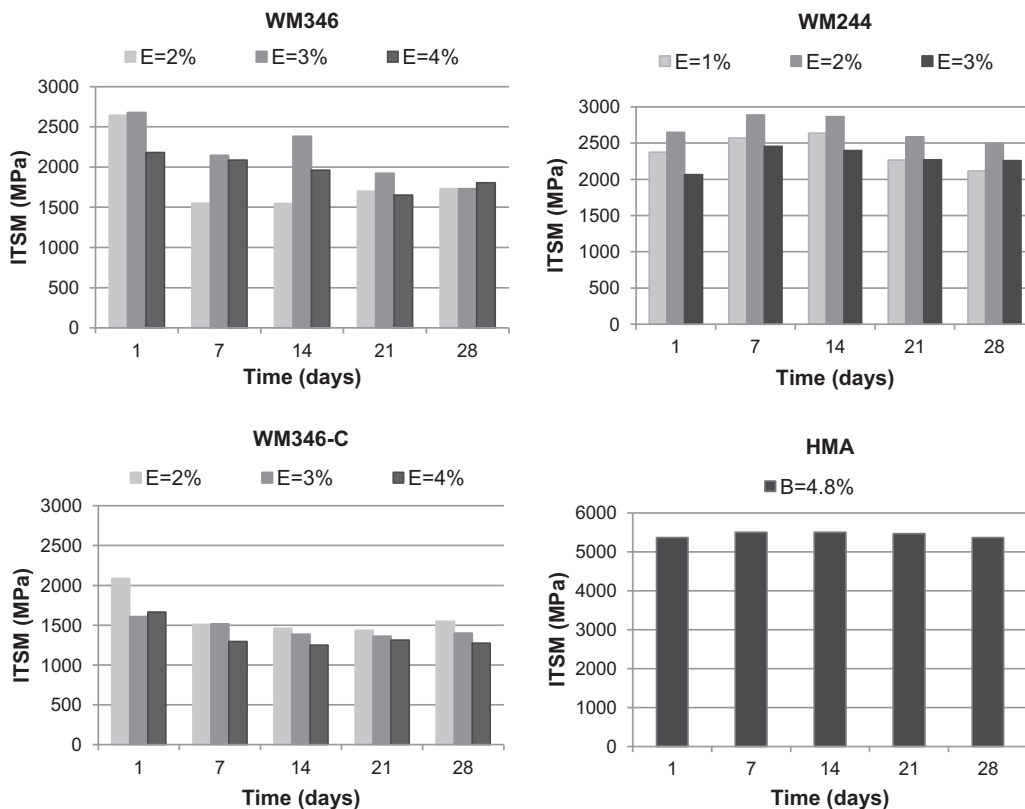 WM346
E=2% E=3% E=4%
ITSM (MPa)
3000
2500
2000
1500
1000
500
0
1 7 14 21 28
Time (days)
WM244
E=1% E=2% E=3%
ITSM (MPa)
3000
2500
2000
1500
1000
500
0
1 7 14 21 28
Time (days)
WM346-C
E=2% E=3% E=4%
ITSM (MPa)
3000
2500
2000
1500
1000
500
0
1 7 14 21 28
Time (days)
HMA
B=4.8%
ITSM (MPa)
6000
5000
4000
3000
2000
1000
0
1 7 14 21 28
Time (days)